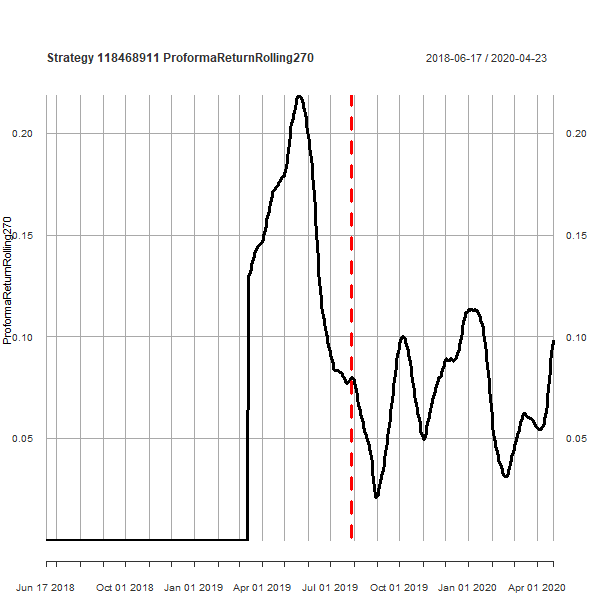 Strategy 118468911 ProformaReturnRolling270
2018-06-17 / 2020-04-23
0.20 0.20
0.15 0.15
0.10 0.10
0.05 0.05
ProformaReturnRolling270
Jun 17 2018 Oct 01 2018 Jan 01 2019 Apr 01 2019 Jul 01 2019 Oct 01 2019 Jan 01 2020 Apr 01 2020